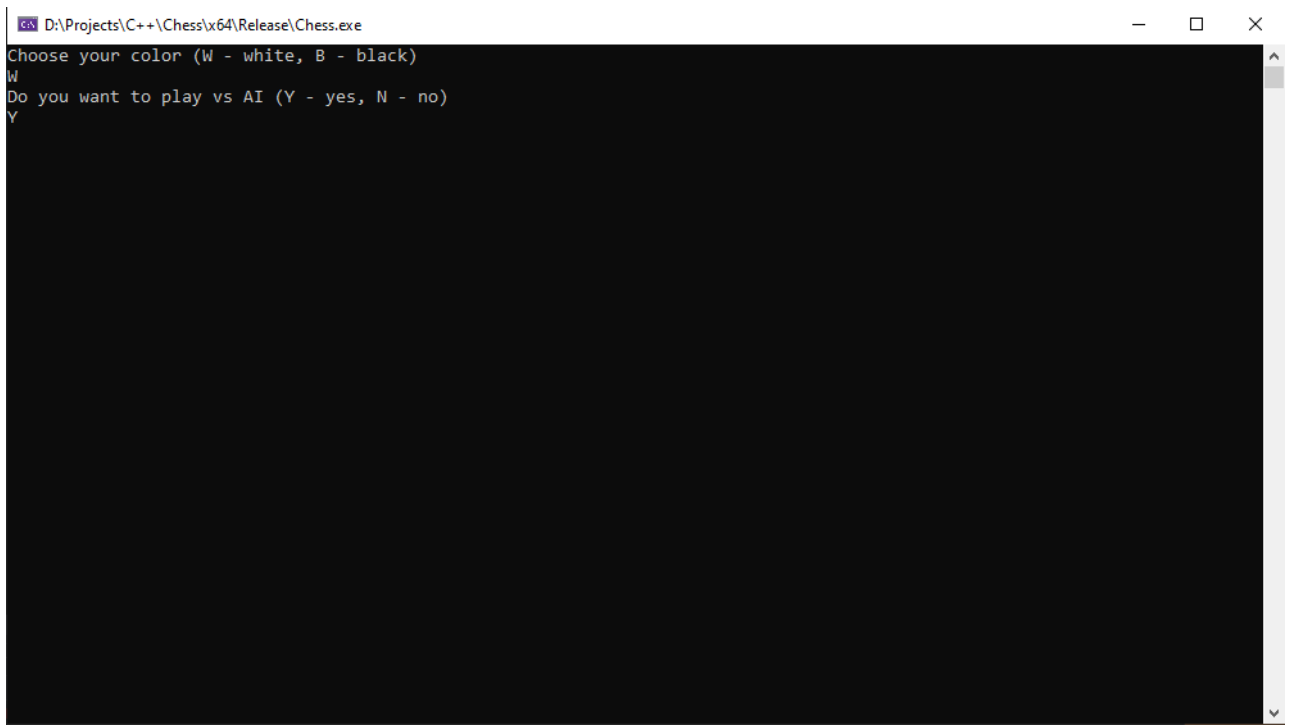 D:\Projects\C++\Chess\x64\Release\Chess.exe
Choose your color (W - white, B - black)
W
Do you want to play vs AI (Y - yes, N - no)
Y